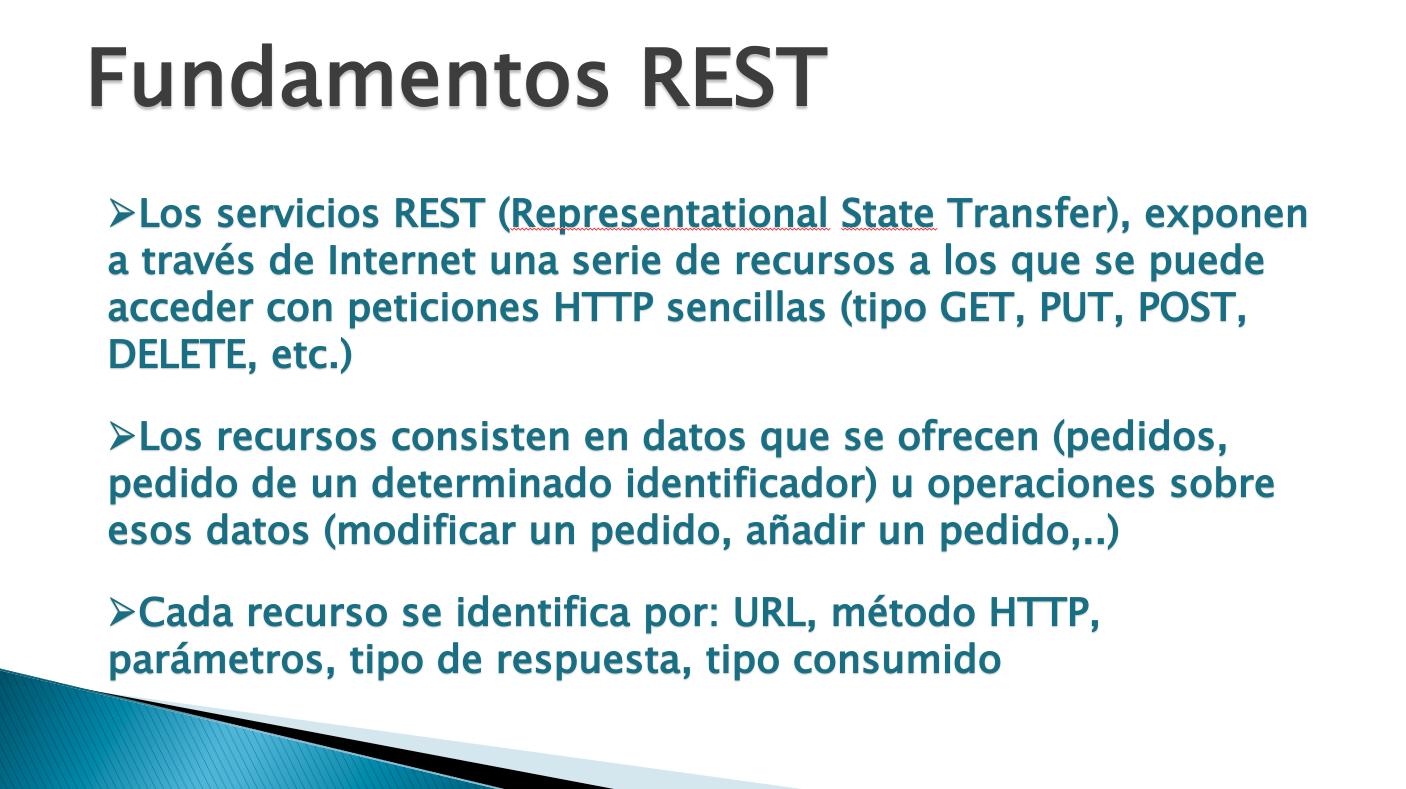 Fundamentos REST
➢Los servicios REST (Representational State Transfer), exponen
a través de Internet una serie de recursos a los que se puede
acceder con peticiones HTTP sencillas (tipo GET, PUT, POST,
DELETE, etc.)
➢Los recursos consisten en datos que se ofrecen (pedidos,
pedido de un determinado identificador) u operaciones sobre
esos datos (modificar un pedido, añadir un pedido,..)
➢Cada recurso se identifica por: URL, método HTTP,
parámetros, tipo de respuesta, tipo consumido